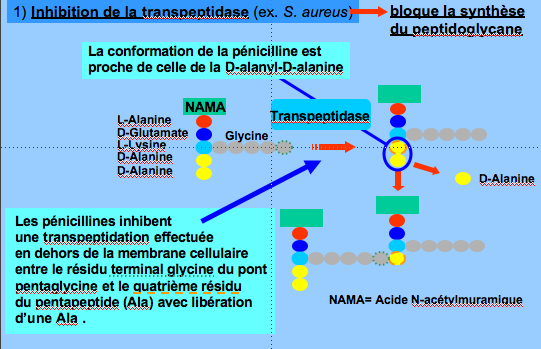 1) Inhibition de la transpeptidase (ex. S. aureus)
bloque la synthèse
du peptidoglycane
La conformation de la pénicilline est
proche de celle de la D-alanyl-D-alanine
NAMA
Transpeptidase
L-Alanine
D-Glutamate
L-Lysine
D-Alanine
D-Alanine
Glycine
D-Alanine
Les pénicillines inhibent
une transpeptidation effectuée
en dehors de la membrane cellulaire
entre le résidu terminal glycine du pont
pentaglycine et le quatrième résidu
du pentapeptide (Ala) avec libération
d'une Ala .
NAMA= Acide N-acétylmuramique